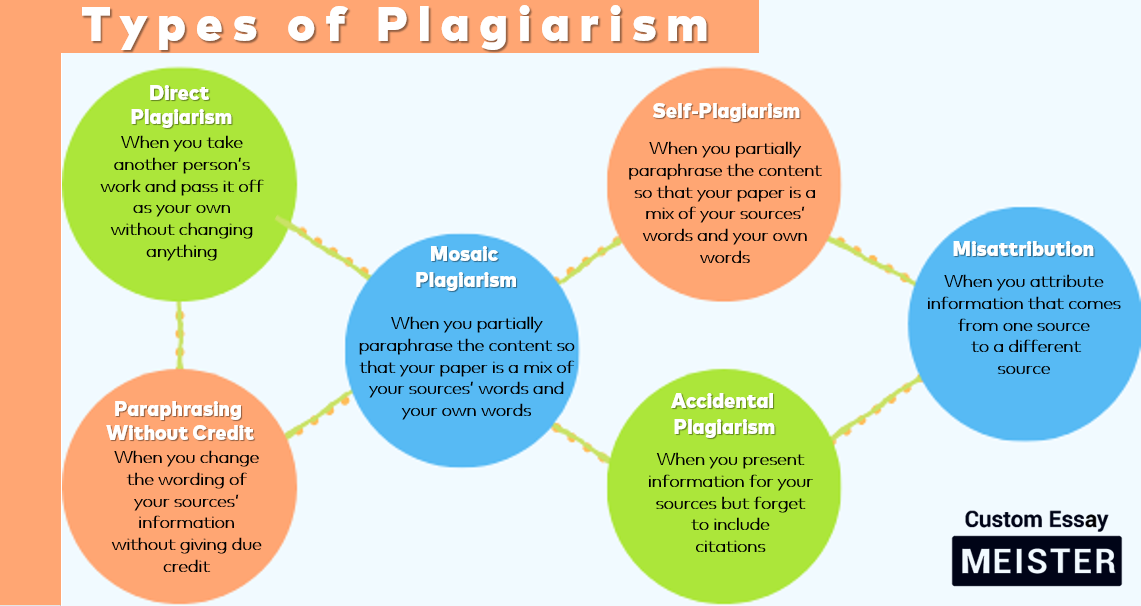 Types of Plagiarism
Direct
Plagiarism
When you take
another person's
work and pass it off
as your own
without changing
anything
Paraphrasing
Without Credit
When you change
the wording of
your sources'
information
without giving due
credit
Mosaic
Plagiarism
When you partially
paraphrase the content so
that your paper is a mix of
your sources' words and
your own words
Self-Plagiarism
When you partially
paraphrase the content
so that your paper is a
mix of your sources'
words and your own
words
Accidental
Plagiarism
When you present
information for your
sources but forget
to include
citations
Misattribution
When you attribute
information that comes
from one source
to a different
source
Custom Essay
MEISTER